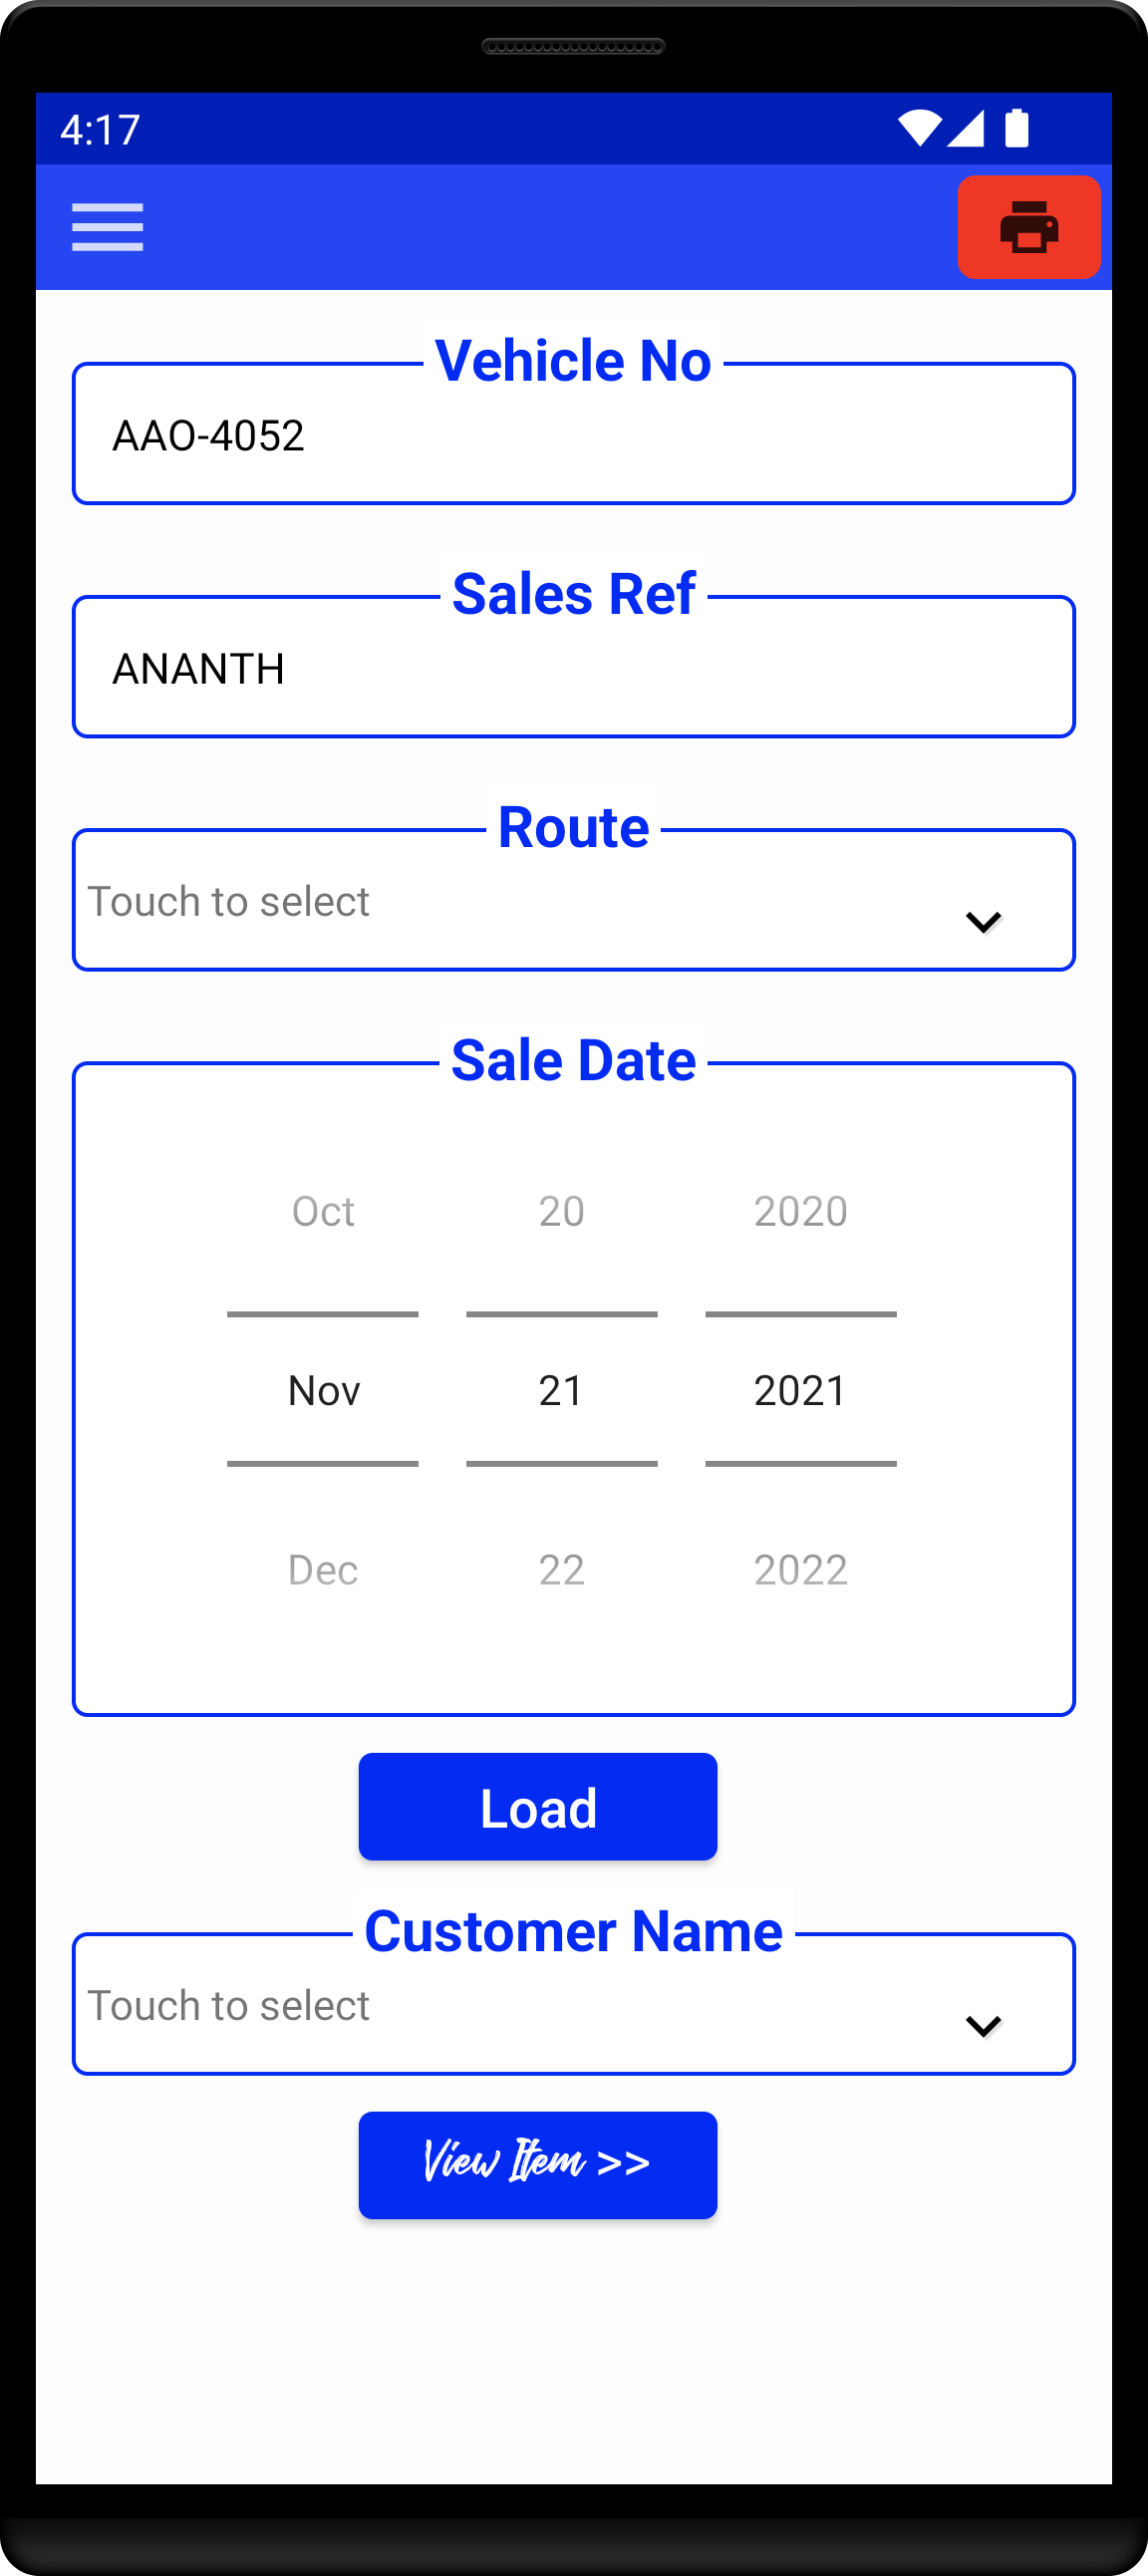 4:17
Vehicle No
AAO-4052
Sales Ref
ANANTH
Route
Touch to select
Sale Date
Oct 20 2020
Nov 21 2021
Dec 22 2022
Load
Customer Name
Touch to select
View Item >>